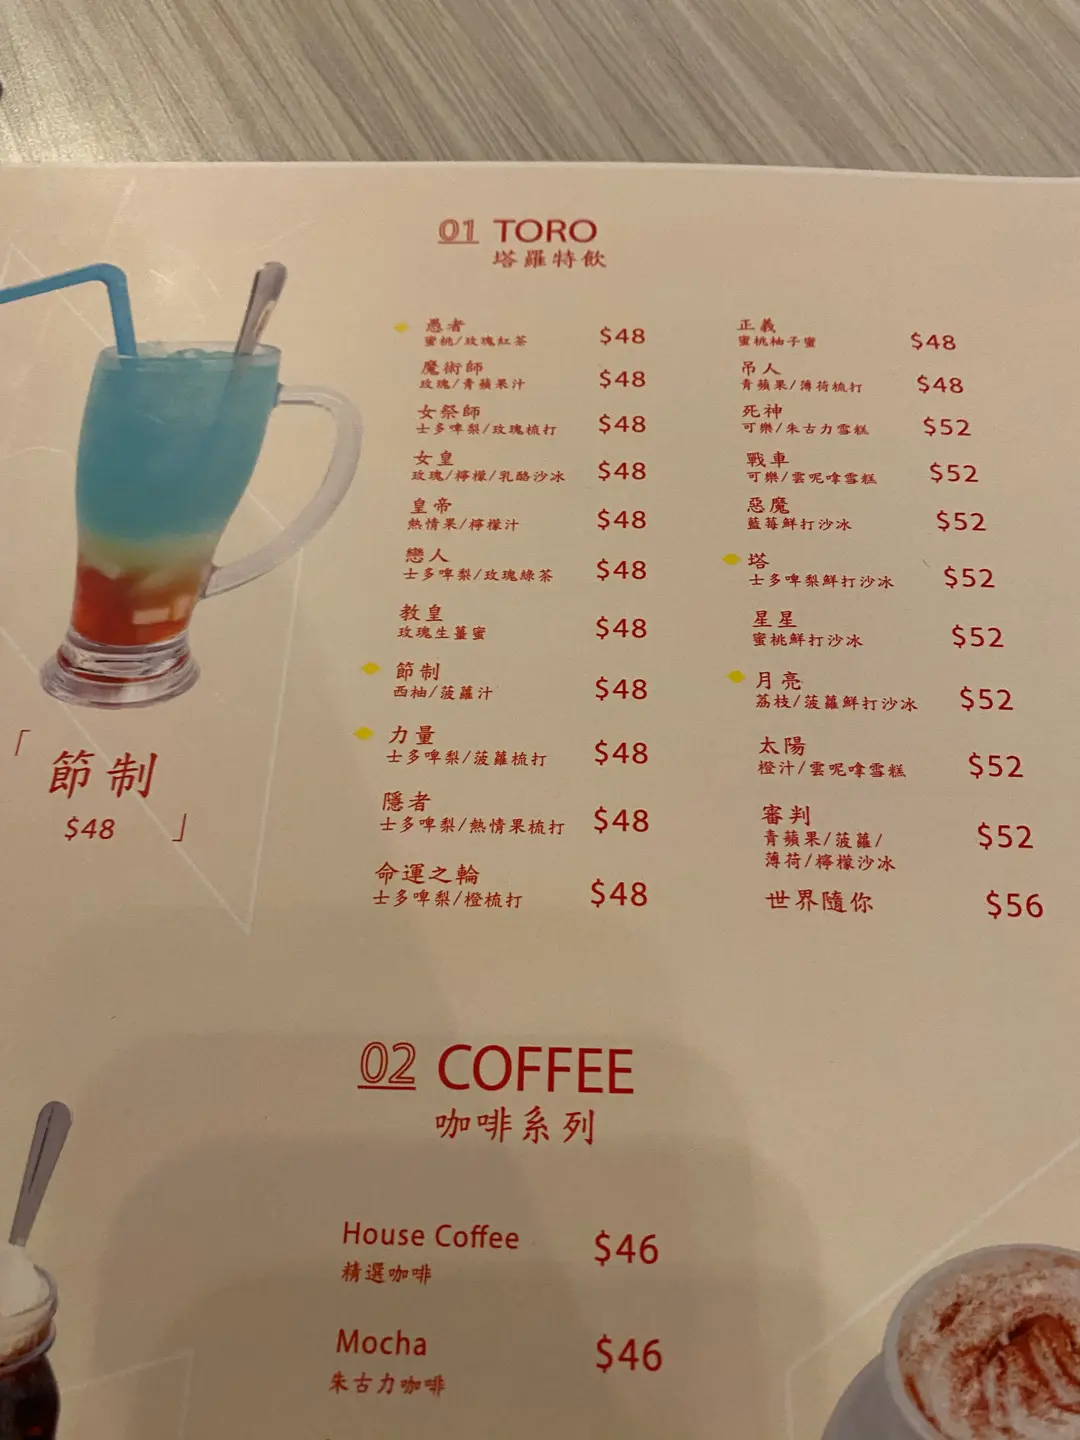 01 TORO
塔羅特飲
愚者 $48
蜜桃/玫瑰紅茶
魔術師 $48
玫瑰/青蘋果汁
女祭師 $48
士多啤梨/玫瑰梳打
女皇 $48
玫瑰/檸檬/乳酪沙冰
皇帝 $48
熱情果/檸檬汁
戀人 $48
士多啤梨/玫瑰綠茶
教皇 $48
玫瑰生薑蜜
節制 $48
西柚/菠蘿汁
力量 $48
士多啤梨/菠蘿梳打
隱者 $48
士多啤梨/熱情果梳打
命運之輪 $48
士多啤梨/橙梳打
正義 $48
蜜桃柚子蜜
吊人 $48
青蘋果/薄荷梳打
死神 $52
可樂/朱古力雪糕
戰車 $52
可樂/雲呢嗱雪糕
惡魔 $52
藍莓鮮打沙冰
塔 $52
士多啤梨鮮打沙冰
星星 $52
蜜桃鮮打沙冰
月亮 $52
荔枝/菠蘿鮮打沙冰
太陽 $52
橙汁/雲呢嗱雪糕
審判 $52
青蘋果/菠蘿/
薄荷/檸檬沙冰
世界隨你 $56
「節制
$48 」
02 COFFEE
咖啡系列
House Coffee $46
精選咖啡
Mocha $46
朱古力咖啡